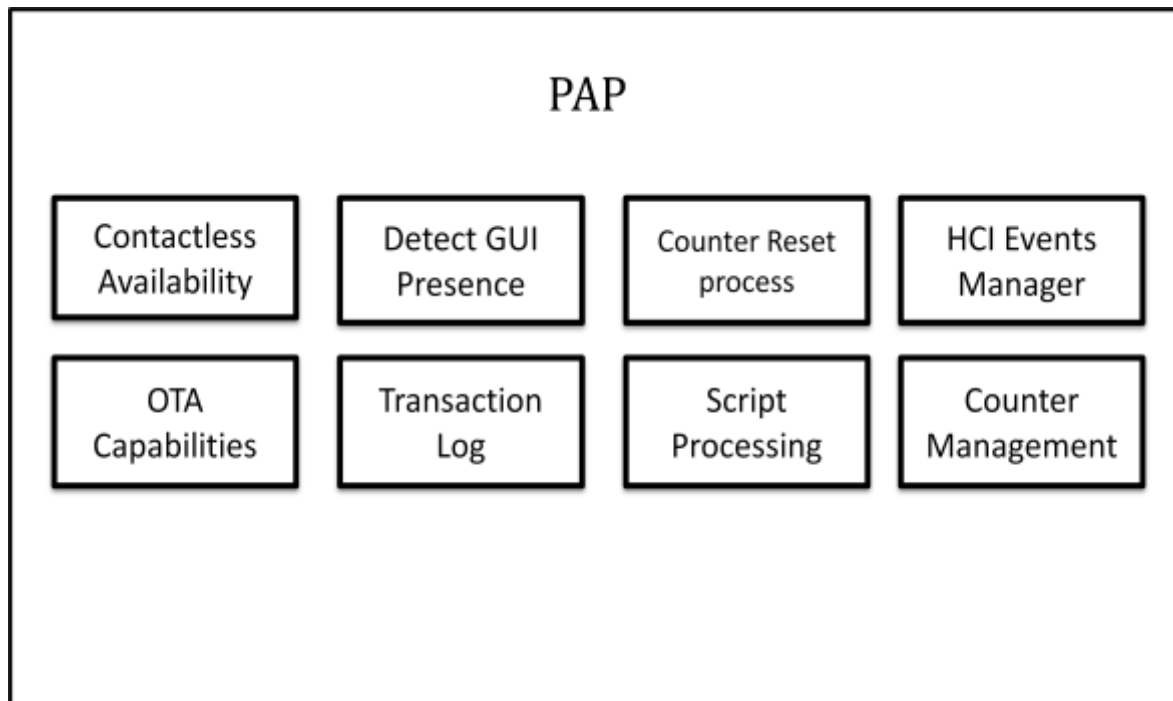 PAP
Contactless
Availability
Detect GUI
Presence
Counter Reset
process
HCI Events
Manager
OTA
Capabilities
Transaction
Log
Script
Processing
Counter
Management